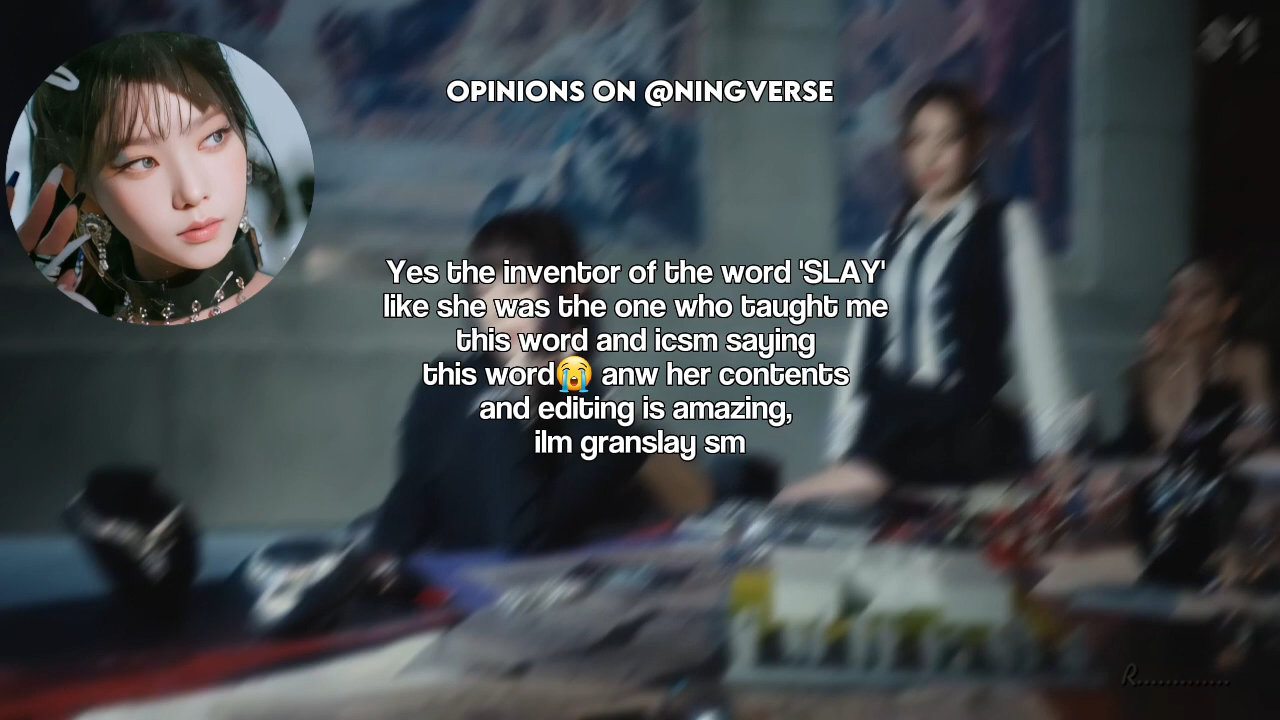 OPINIONS ON @NINGVERSE
Yes the inventor of the word 'SLAY'
like she was the one who taught me
this word and icsm saying
this word😭 anw her contents
and editing is amazing,
ilm granslay sm
R.............